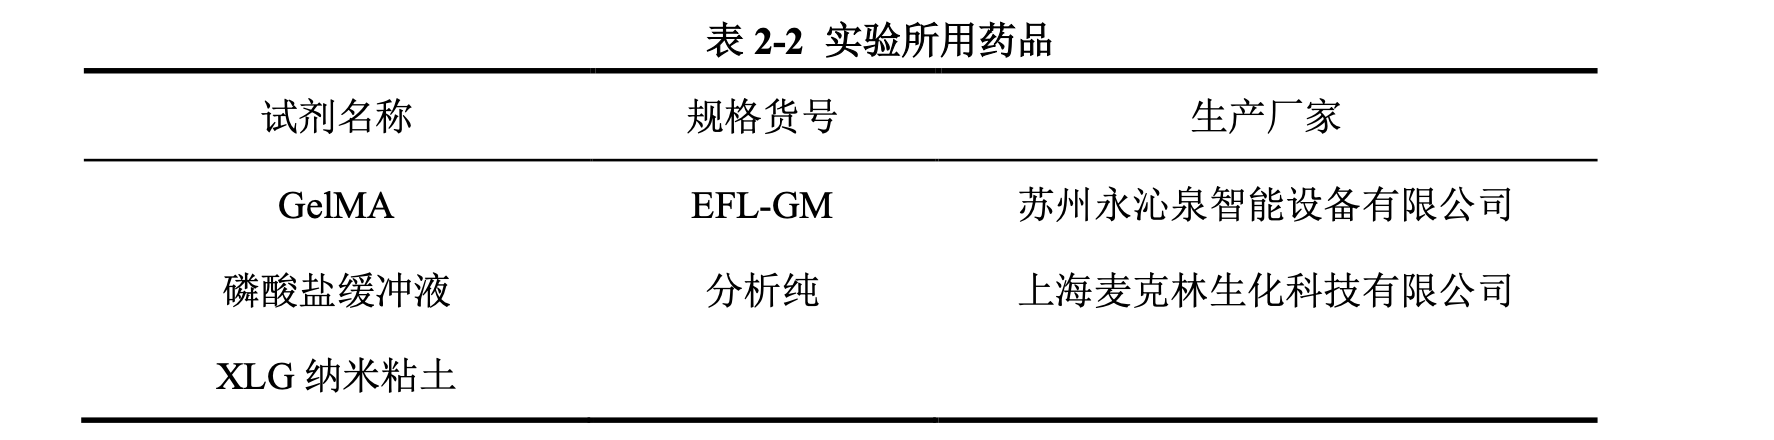 表 2-2 实验所用药品
试剂名称 规格货号 生产厂家
GelMA EFL-GM 苏州永沁泉智能设备有限公司
磷酸盐缓冲液 分析纯 上海麦克林生化科技有限公司
XLG 纳米粘土